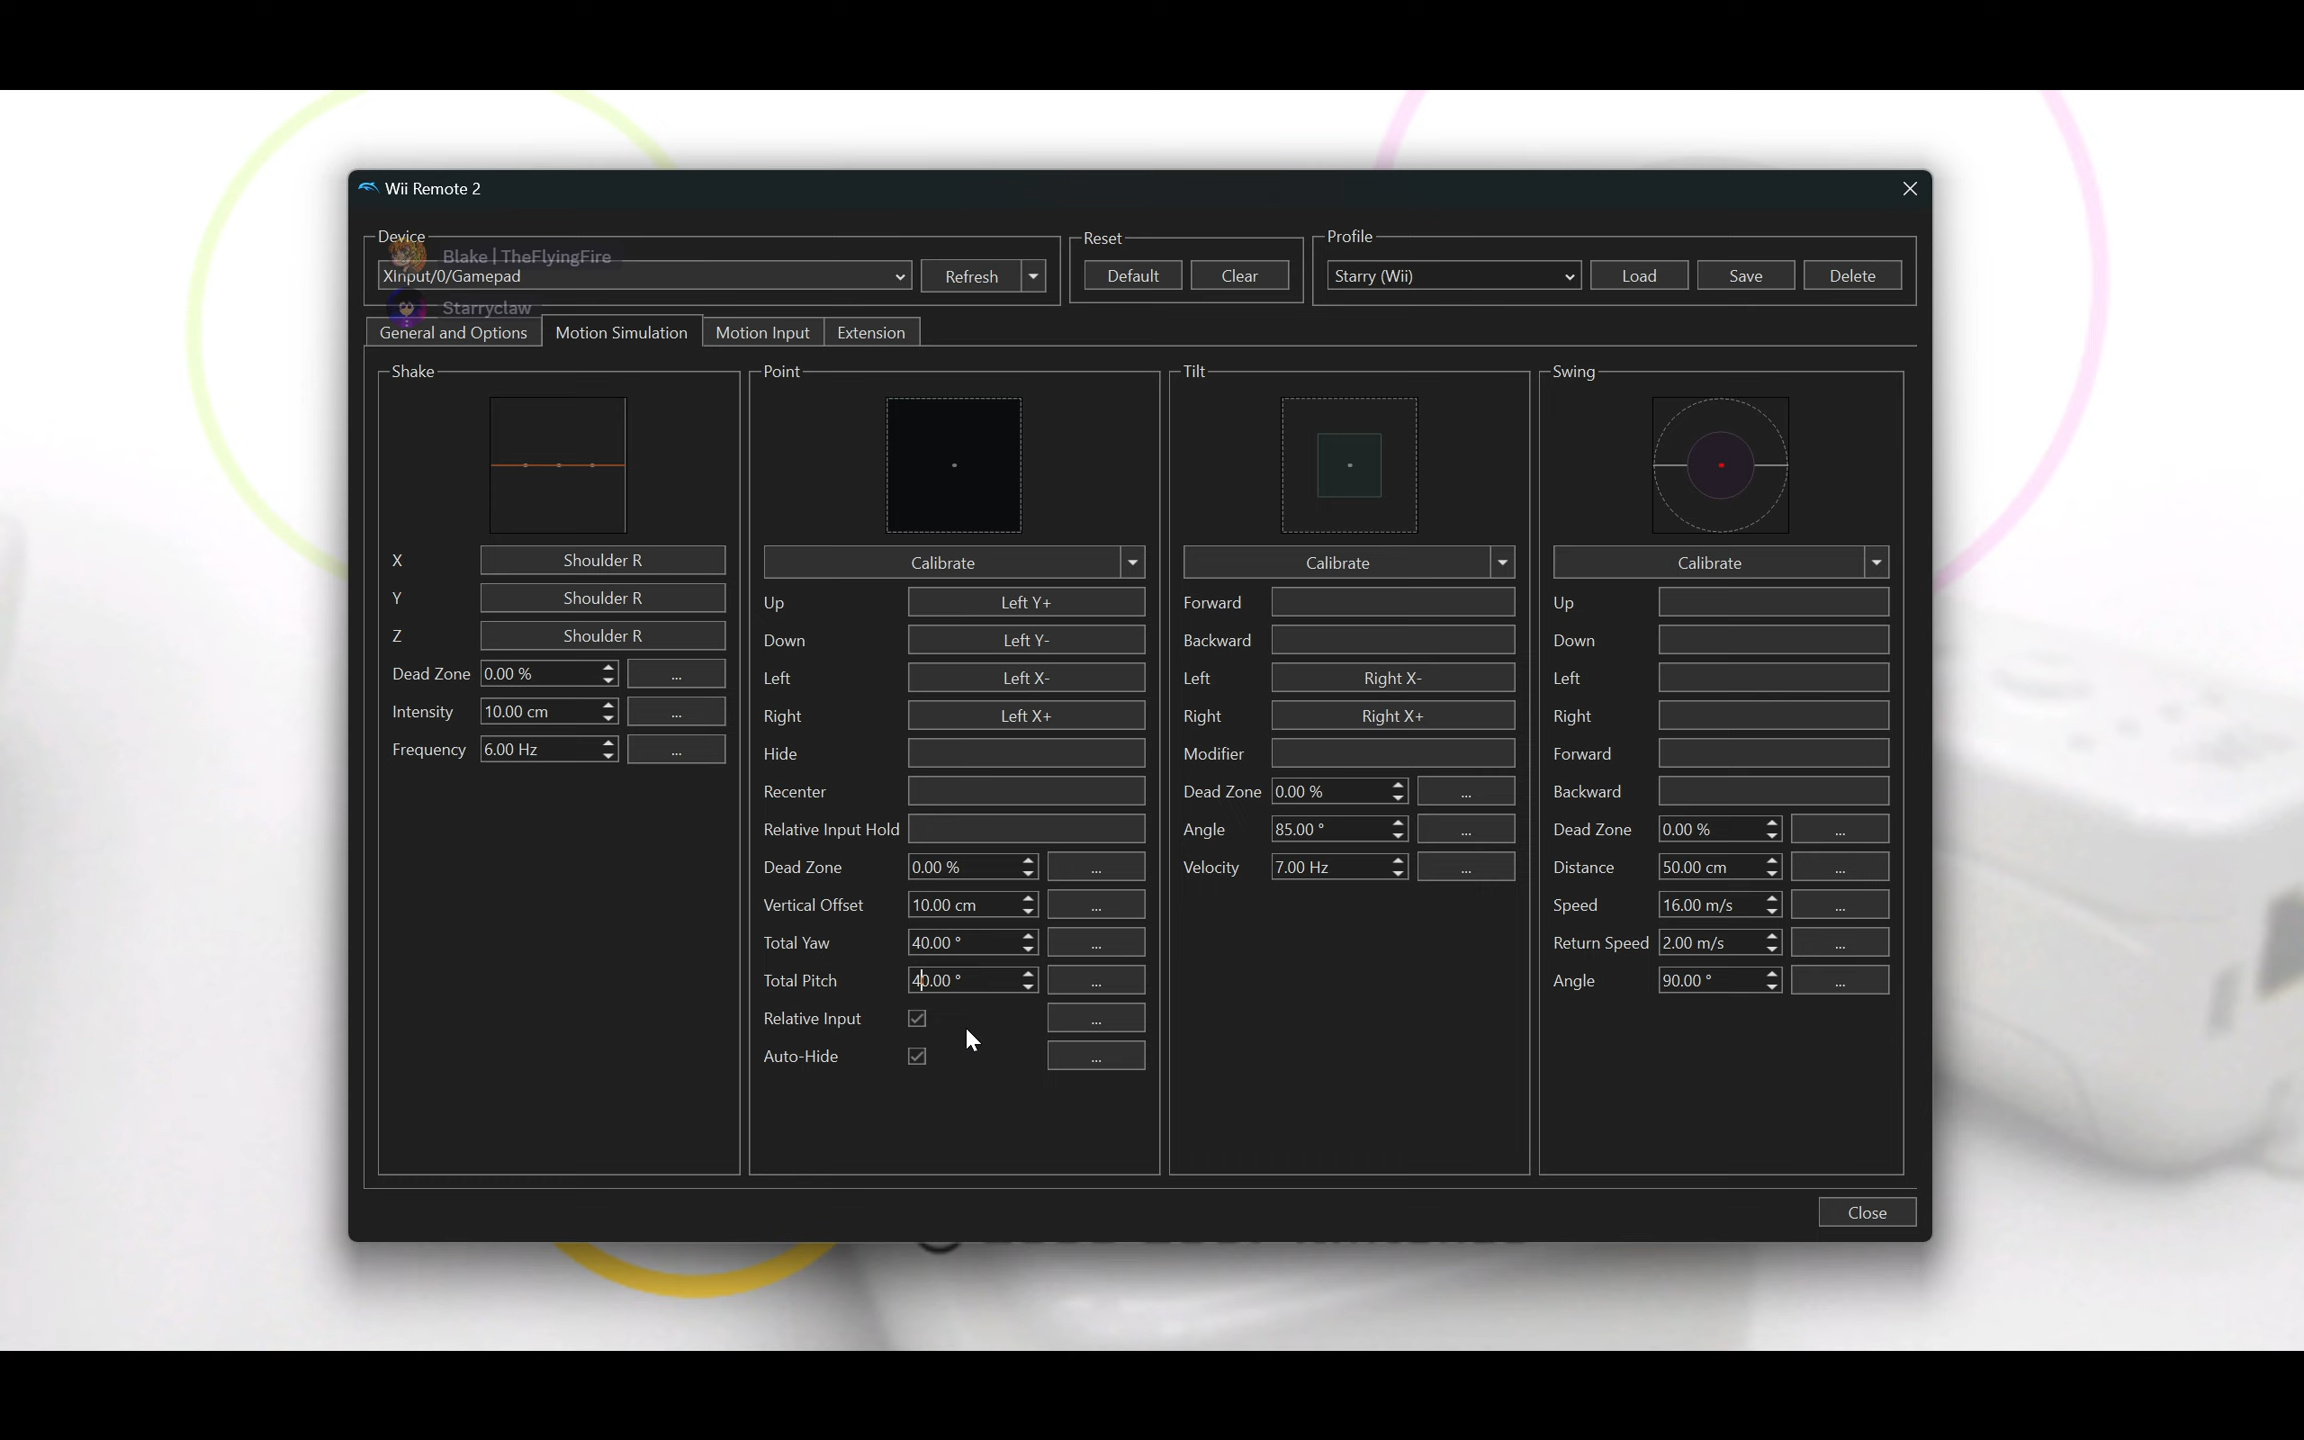 Wii Remote 2
Device
Blake | TheFlyingFire
XInput/0/Gamepad
Refresh
Starryclaw
Reset
Default
Clear
Profile
Starry (Wii)
Load
Save
Delete
General and Options
Motion Simulation
Motion Input
Extension
Shake
X
Shoulder R
Y
Shoulder R
Z
Shoulder R
Dead Zone
0.00 %
...
Intensity
10.00 cm
...
Frequency
6.00 Hz
...
Point
Calibrate
Up
Left Y+
Down
Left Y-
Left
Left X-
Right
Left X+
Hide
Recenter
Relative Input Hold
Dead Zone
0.00 %
...
Vertical Offset
10.00 cm
...
Total Yaw
40.00 °
...
Total Pitch
40.00 °
...
Relative Input
...
Auto-Hide
...
Tilt
Calibrate
Forward
Backward
Left
Right X-
Right
Right X+
Modifier
Dead Zone
0.00 %
...
Angle
85.00 °
...
Velocity
7.00 Hz
...
Swing
Calibrate
Up
Down
Left
Right
Forward
Backward
Dead Zone
0.00 %
...
Distance
50.00 cm
...
Speed
16.00 m/s
...
Return Speed
2.00 m/s
...
Angle
90.00 °
...
Close